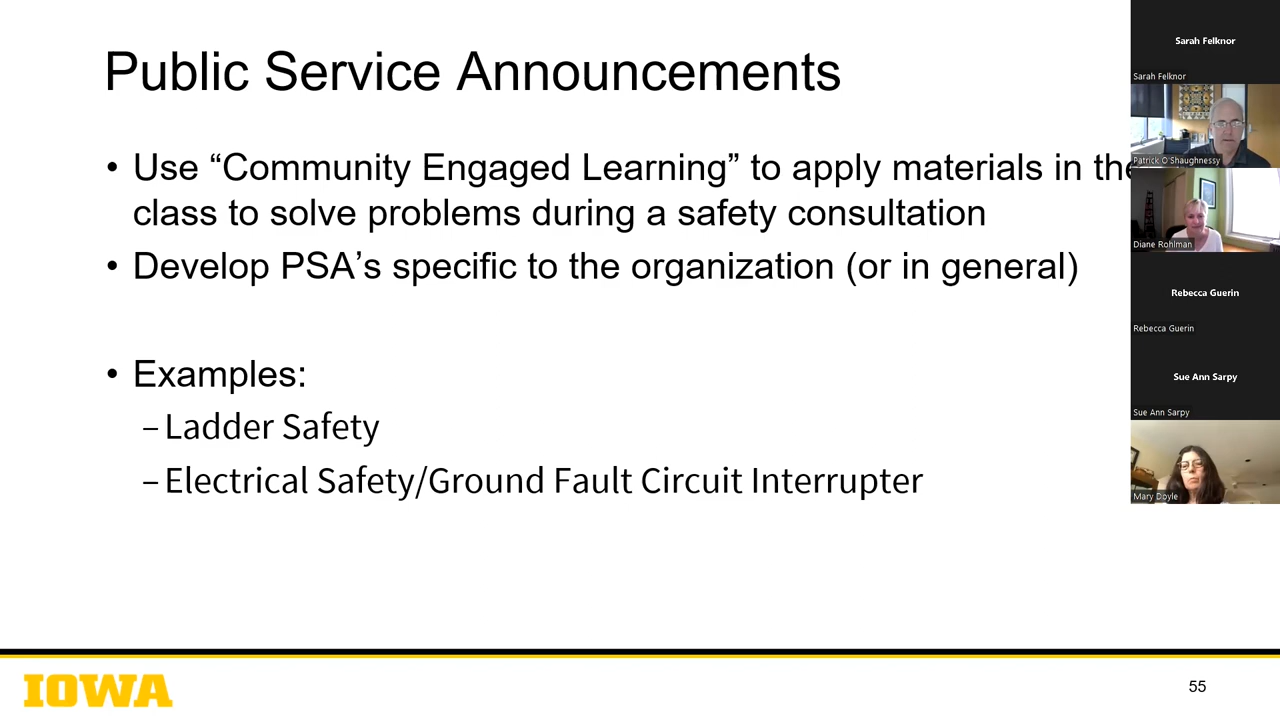 Public Service Announcements
• Use “Community Engaged Learning” to apply materials in the
class to solve problems during a safety consultation
• Develop PSA’s specific to the organization (or in general)
• Examples:
– Ladder Safety
– Electrical Safety/Ground Fault Circuit Interrupter
IOWA
55
Sarah Felknor
Sarah Felknor
Patrick O'Shaughnessy
Diane Rohlman
Rebecca Guerin
Rebecca Guerin
Sue Ann Sarpy
Sue Ann Sarpy
Mary Doyle